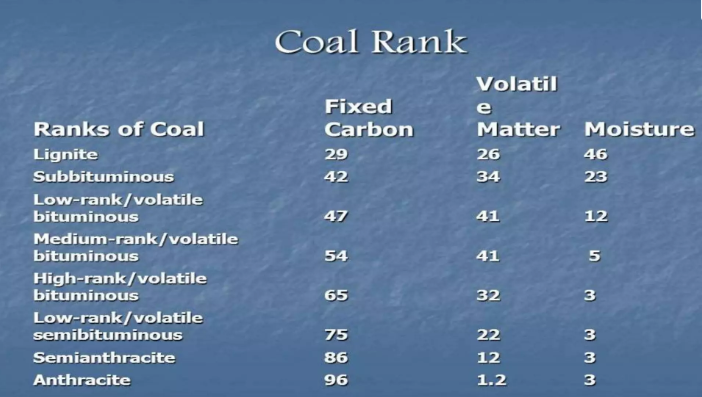 Coal Rank
Volatil
Fixed e
Ranks of Coal Carbon Matter Moisture
Lignite 29 26 46
Subbituminous 42 34 23
Low-rank/volatile
bituminous 47 41 12
Medium-rank/volatile
bituminous 54 41 5
High-rank/volatile
bituminous 65 32 3
Low-rank/volatile
semibituminous 75 22 3
Semianthracite 86 12 3
Anthracite 96 1.2 3